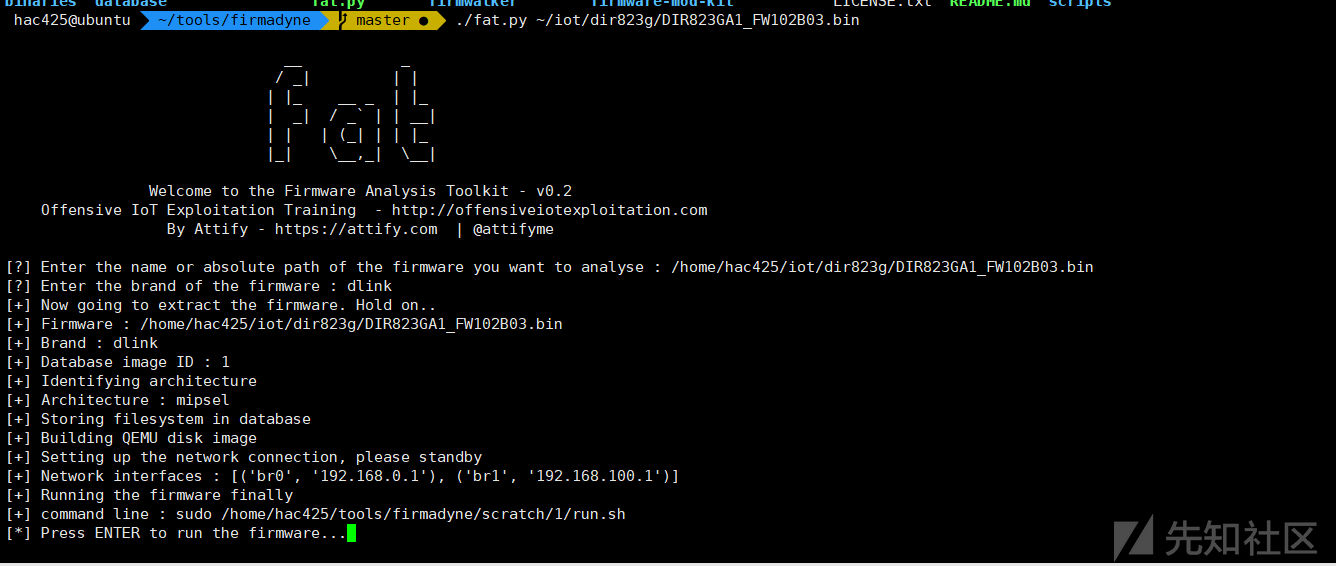 binaries database fat.py firmwalker firmware-mod-kit LICENSE.txt README.md scripts
hac425@ubuntu ~/tools/firmadyne master ● ./fat.py ~/iot/dir823g/DIR823GA1_FW102B03.bin
fat
Welcome to the Firmware Analysis Toolkit - v0.2
Offensive IoT Exploitation Training - http://offensiveiotexploitation.com
By Attify - https://attify.com | @attifyme
[?] Enter the name or absolute path of the firmware you want to analyse : /home/hac425/iot/dir823g/DIR823GA1_FW102B03.bin
[?] Enter the brand of the firmware : dlink
[+] Now going to extract the firmware. Hold on..
[+] Firmware : /home/hac425/iot/dir823g/DIR823GA1_FW102B03.bin
[+] Brand : dlink
[+] Database image ID : 1
[+] Identifying architecture
[+] Architecture : mipsel
[+] Storing filesystem in database
[+] Building QEMU disk image
[+] Setting up the network connection, please standby
[+] Network interfaces : [('br0', '192.168.0.1'), ('br1', '192.168.100.1')]
[+] Running the firmware finally
[+] command line : sudo /home/hac425/tools/firmadyne/scratch/1/run.sh
[*] Press ENTER to run the firmware...
先知社区